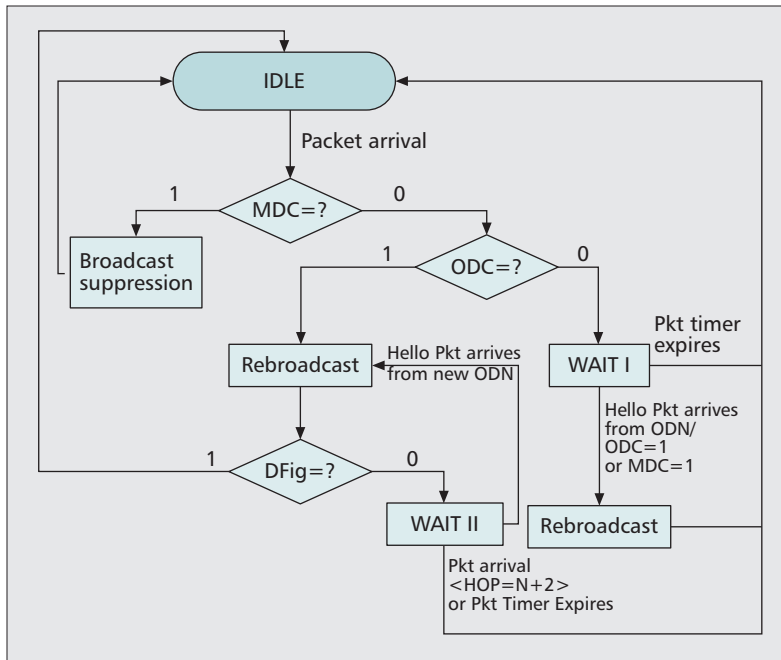 IDLE
Packet arrival
1
MDC=?
0
Broadcast
suppression
1
ODC=?
0
Pkt timer
expires
Rebroadcast
Hello Pkt arrives
from new ODN
WAIT I
Hello Pkt arrives
from ODN/
ODC=1
or MDC=1
1
DFig=?
0
WAIT II
Rebroadcast
Pkt arrival
<HOP=N+2>
or Pkt Timer Expires